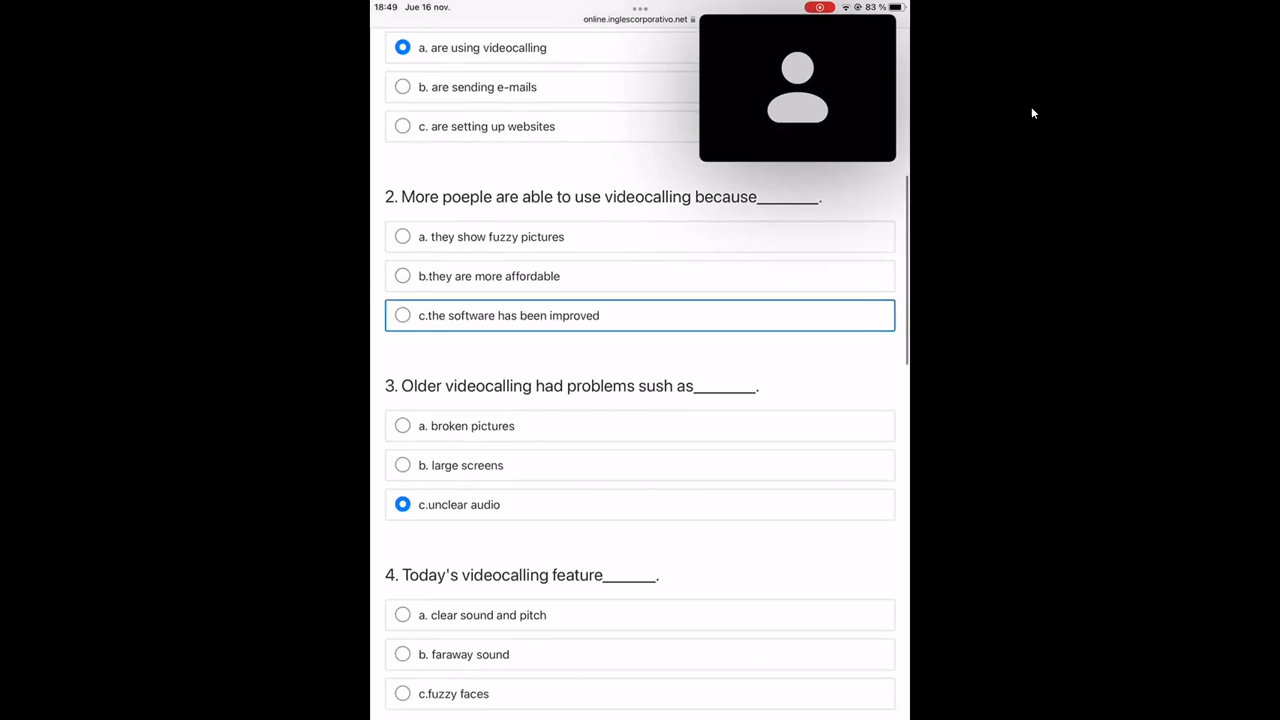 18:49 Jue 16 nov.
83 %
online.inglescorporativo.net
a. are using videocalling
b. are sending e-mails
c. are setting up websites
2. More poeple are able to use videocalling because_______.
a. they show fuzzy pictures
b.they are more affordable
c.the software has been improved
3. Older videocalling had problems sush as_______.
a. broken pictures
b. large screens
c.unclear audio
4. Today's videocalling feature______.
a. clear sound and pitch
b. faraway sound
c.fuzzy faces